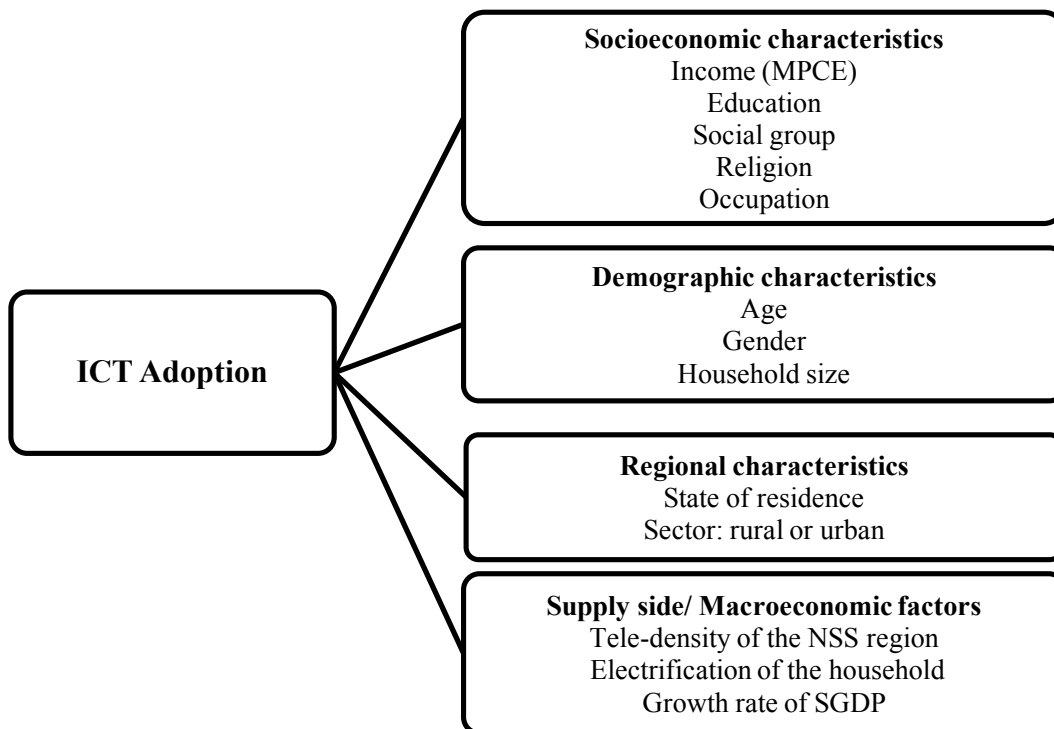 ICT Adoption
Socioeconomic characteristics
Income (MPCE)
Education
Social group
Religion
Occupation
Demographic characteristics
Age
Gender
Household size
Regional characteristics
State of residence
Sector: rural or urban
Supply side/ Macroeconomic factors
Tele-density of the NSS region
Electrification of the household
Growth rate of SGDP